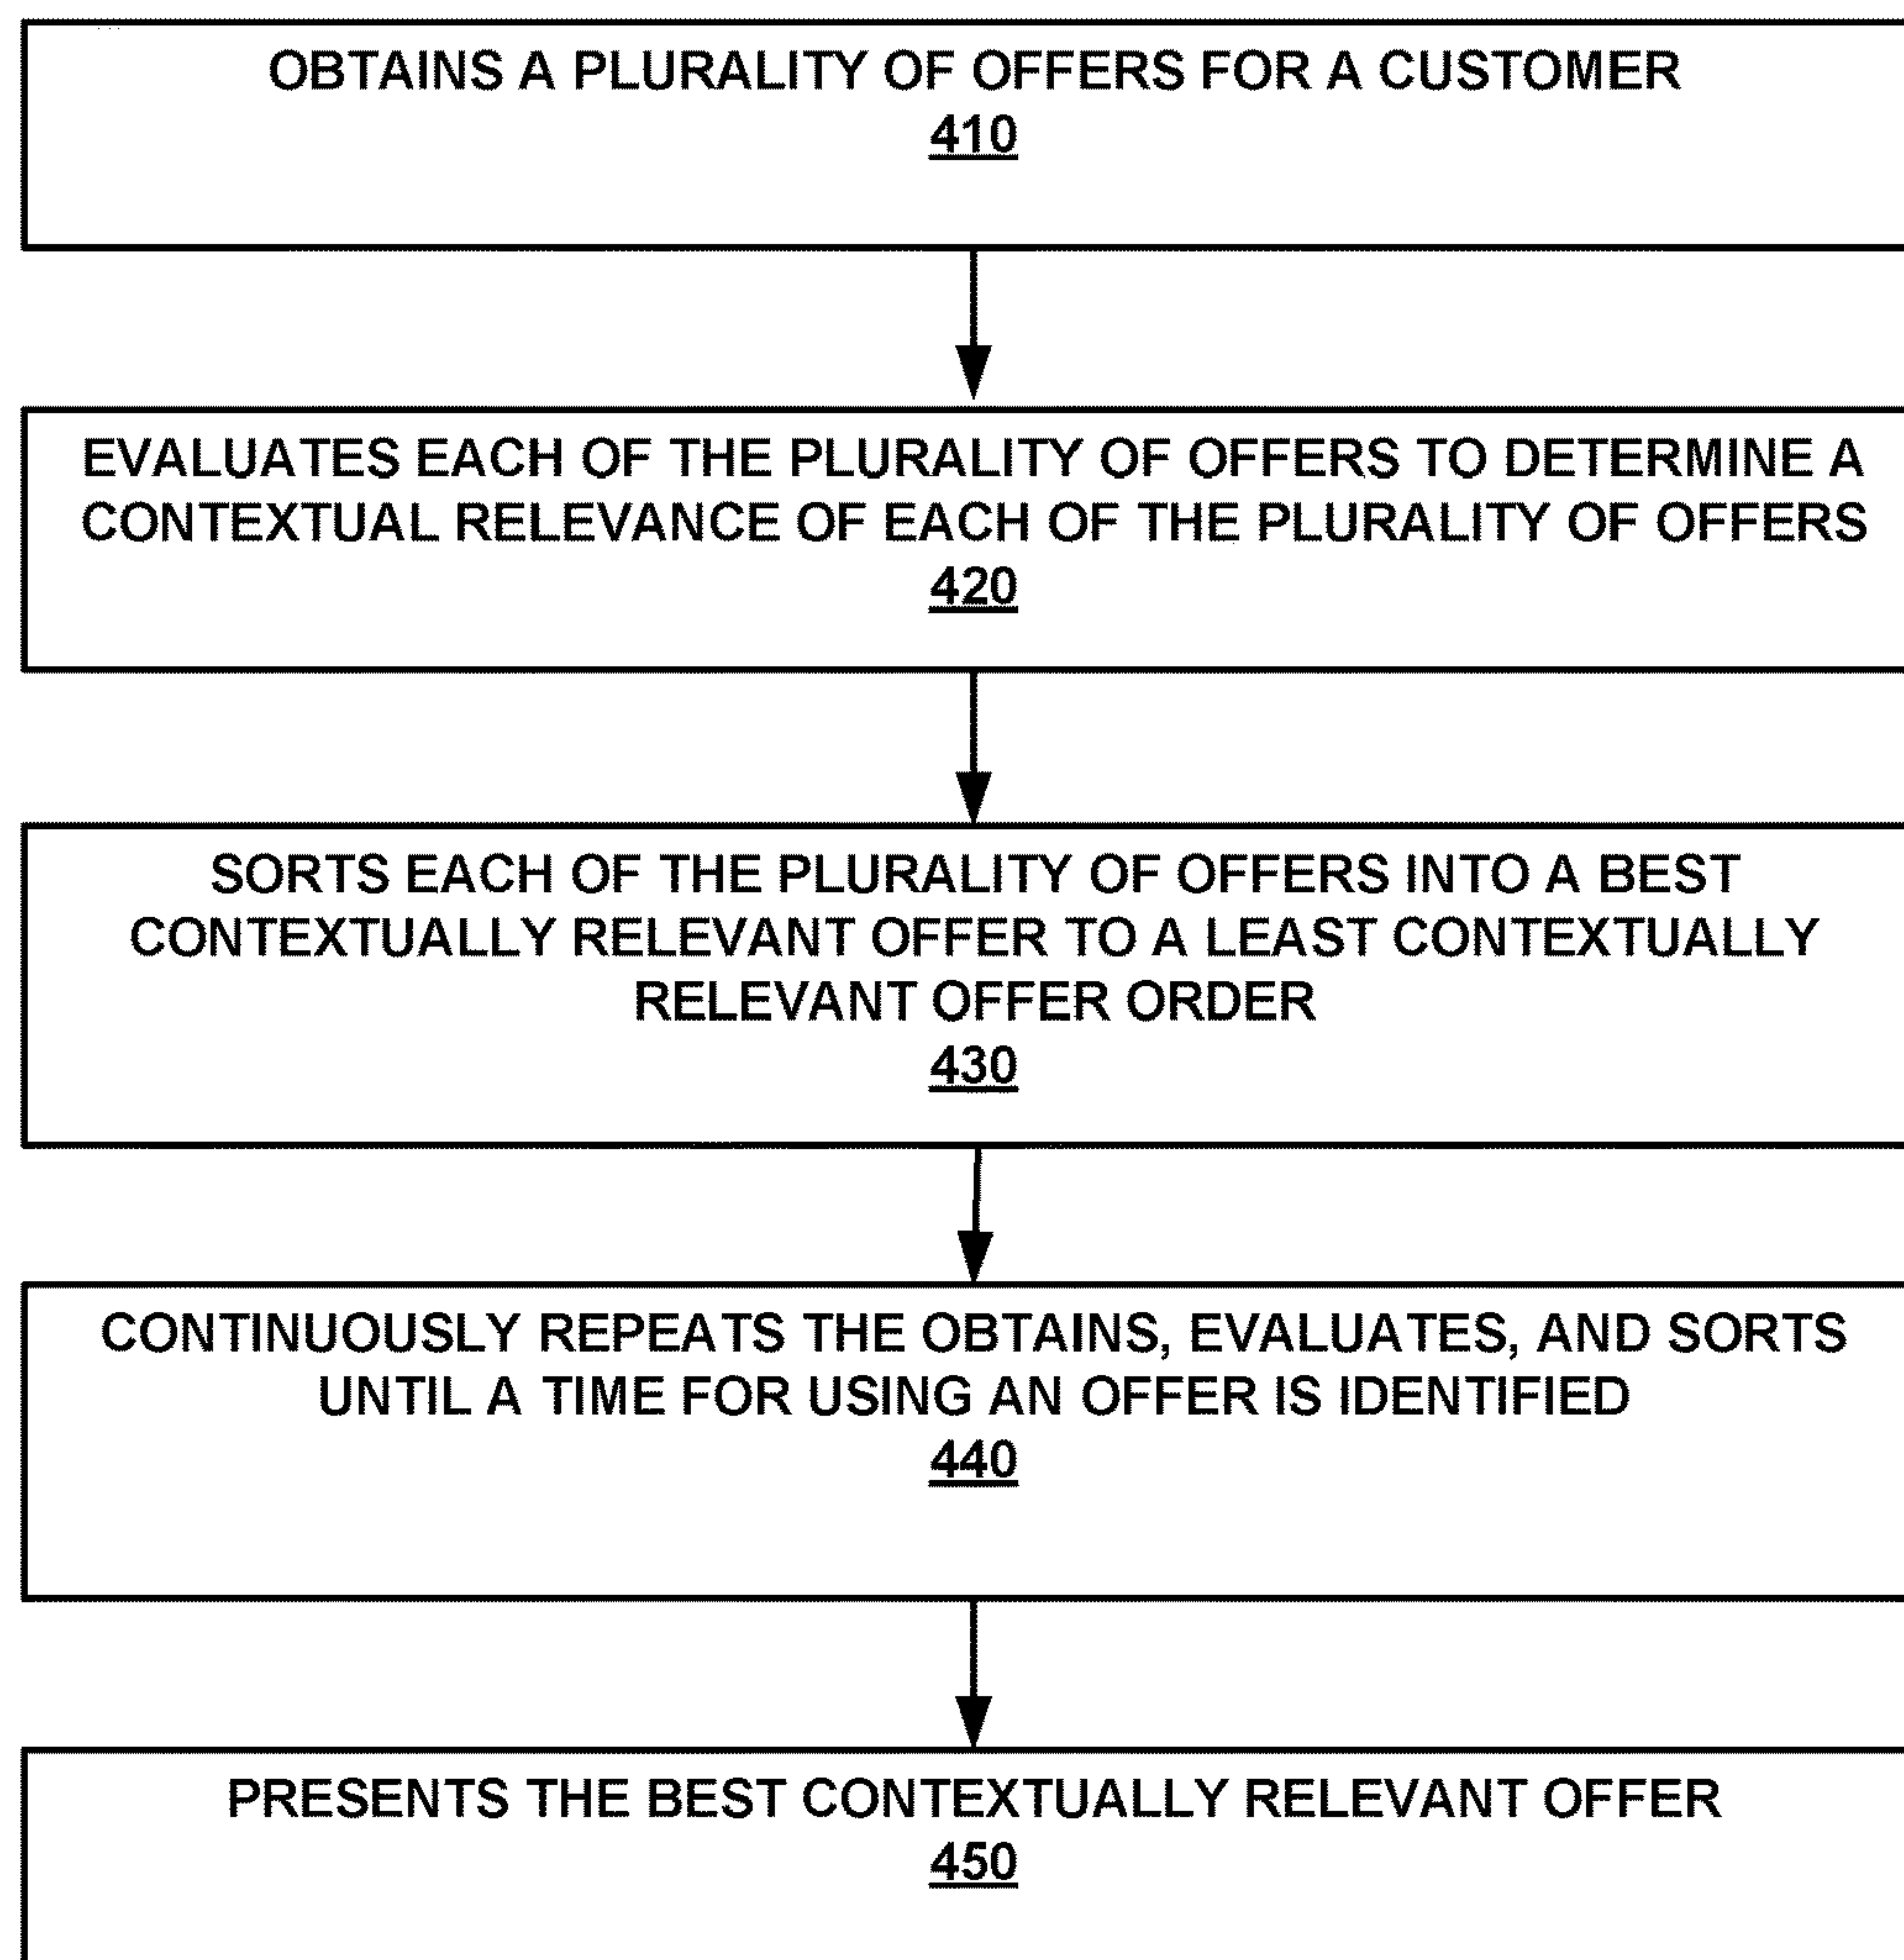 OBTAINS A PLURALITY OF OFFERS FOR A CUSTOMER
410
EVALUATES EACH OF THE PLURALITY OF OFFERS TO DETERMINE A
CONTEXTUAL RELEVANCE OF EACH OF THE PLURALITY OF OFFERS
420
SORTS EACH OF THE PLURALITY OF OFFERS INTO A BEST
CONTEXTUALLY RELEVANT OFFER TO A LEAST CONTEXTUALLY
RELEVANT OFFER ORDER
430
CONTINUOUSLY REPEATS THE OBTAINS, EVALUATES, AND SORTS
UNTIL A TIME FOR USING AN OFFER IS IDENTIFIED
440
PRESENTS THE BEST CONTEXTUALLY RELEVANT OFFER
450